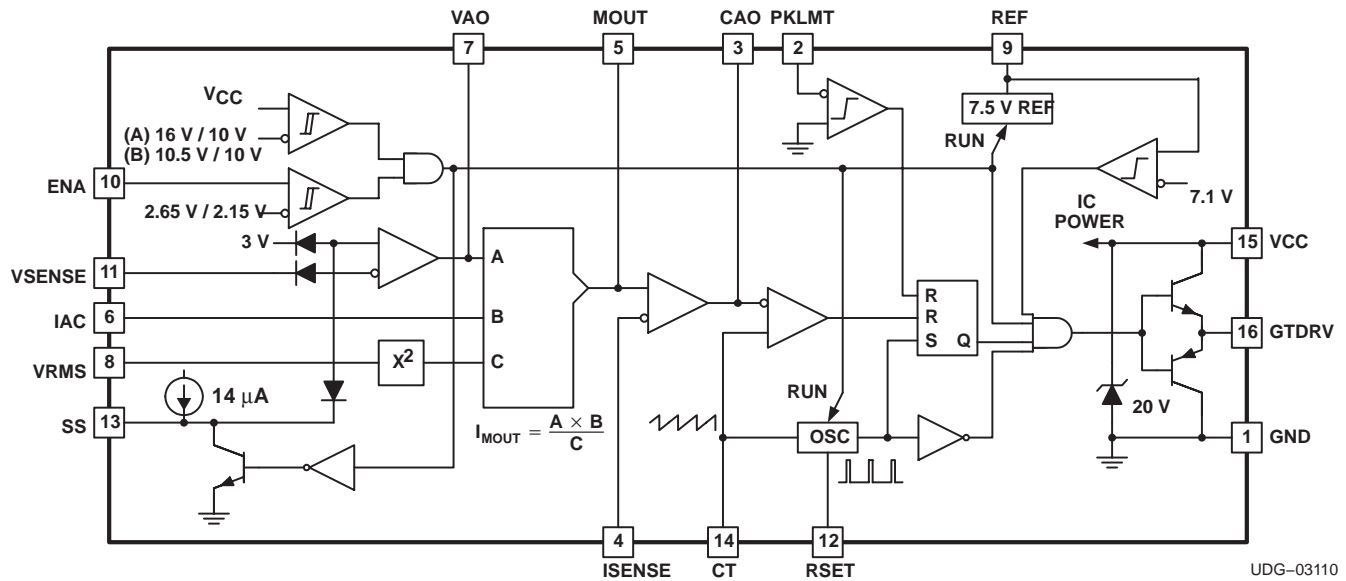 VAO MOUT CAO PKLMT REF
7 5 3 2 9
VCC
(A) 16 V / 10 V
(B) 10.5 V / 10 V
7.5 V REF
RUN
10
ENA
2.65 V / 2.15 V
7.1 V
IC
POWER
3 V
15 VCC
VSENSE 11
A
IAC 6
B
R
R
S Q
16 GTDRV
VRMS 8
X2
C
RUN
14 μA
20 V
SS 13
IMOUT = A × B
C
OSC
1 GND
4 14 12
ISENSE CT RSET
UDG−03110